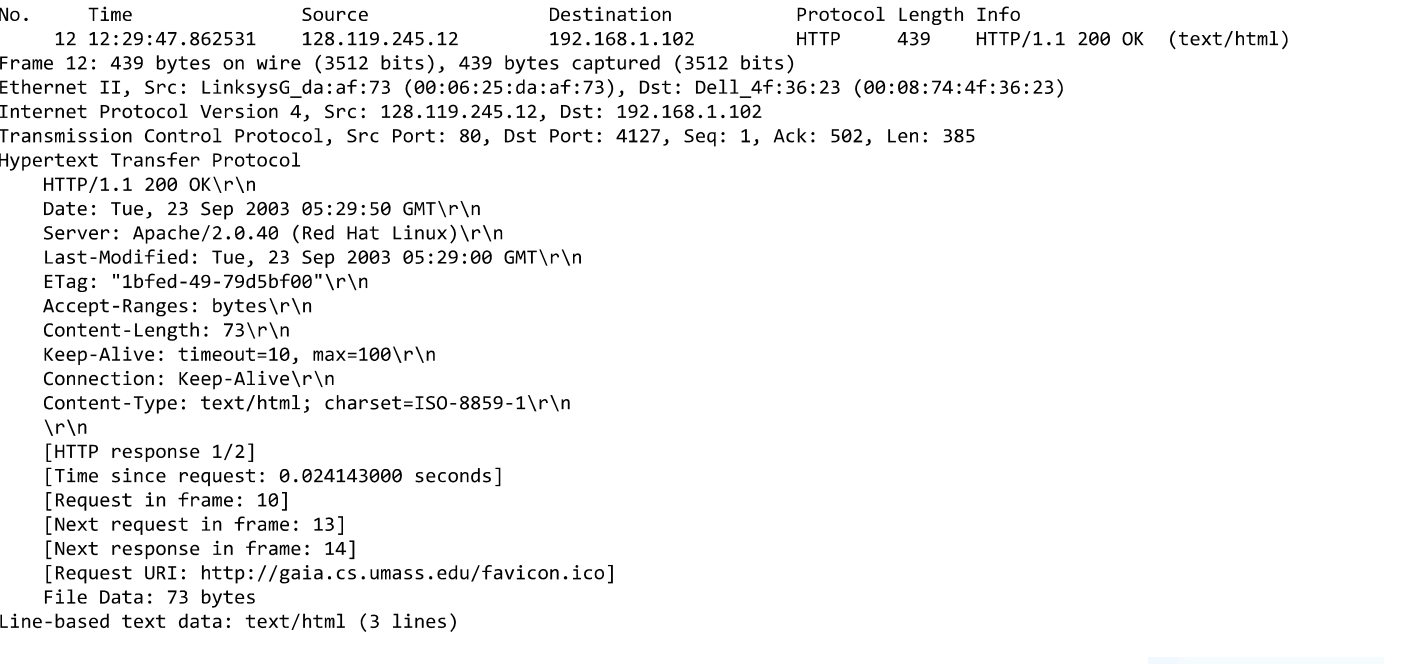 No. Time Source Destination Protocol Length Info
12 12:29:47.862531 128.119.245.12 192.168.1.102 HTTP 439 HTTP/1.1 200 OK (text/html)
Frame 12: 439 bytes on wire (3512 bits), 439 bytes captured (3512 bits)
Ethernet II, Src: LinksysG_da:af:73 (00:06:25:da:af:73), Dst: Dell_4f:36:23 (00:08:74:4f:36:23)
Internet Protocol Version 4, Src: 128.119.245.12, Dst: 192.168.1.102
Transmission Control Protocol, Src Port: 80, Dst Port: 4127, Seq: 1, Ack: 502, Len: 385
Hypertext Transfer Protocol
HTTP/1.1 200 OK\r\n
Date: Tue, 23 Sep 2003 05:29:50 GMT\r\n
Server: Apache/2.0.40 (Red Hat Linux)\r\n
Last-Modified: Tue, 23 Sep 2003 05:29:00 GMT\r\n
ETag: "1bfed-49-79d5bf00"\r\n
Accept-Ranges: bytes\r\n
Content-Length: 73\r\n
Keep-Alive: timeout=10, max=100\r\n
Connection: Keep-Alive\r\n
Content-Type: text/html; charset=ISO-8859-1\r\n
\r\n
[HTTP response 1/2]
[Time since request: 0.024143000 seconds]
[Request in frame: 10]
[Next request in frame: 13]
[Next response in frame: 14]
[Request URI: http://gaia.cs.umass.edu/favicon.ico]
File Data: 73 bytes
Line-based text data: text/html (3 lines)